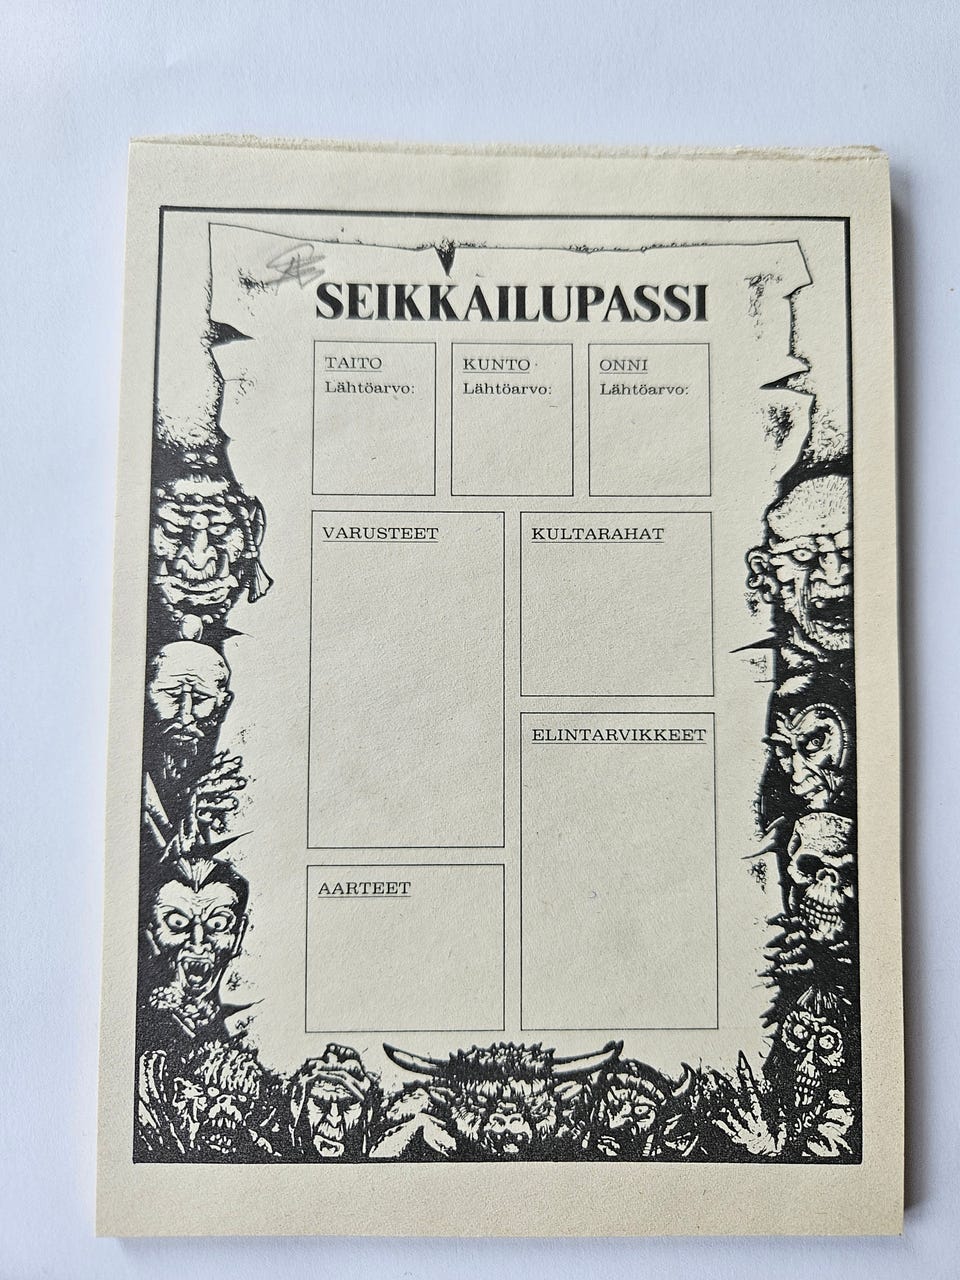 SEIKKAILUPASSI
TAITO
Lähtöarvo:
KUNTO
Lähtöarvo:
ONNI
Lähtöarvo:
VARUSTEET
KULTARAHAT
ELINTARVIKKEET
AARTEET